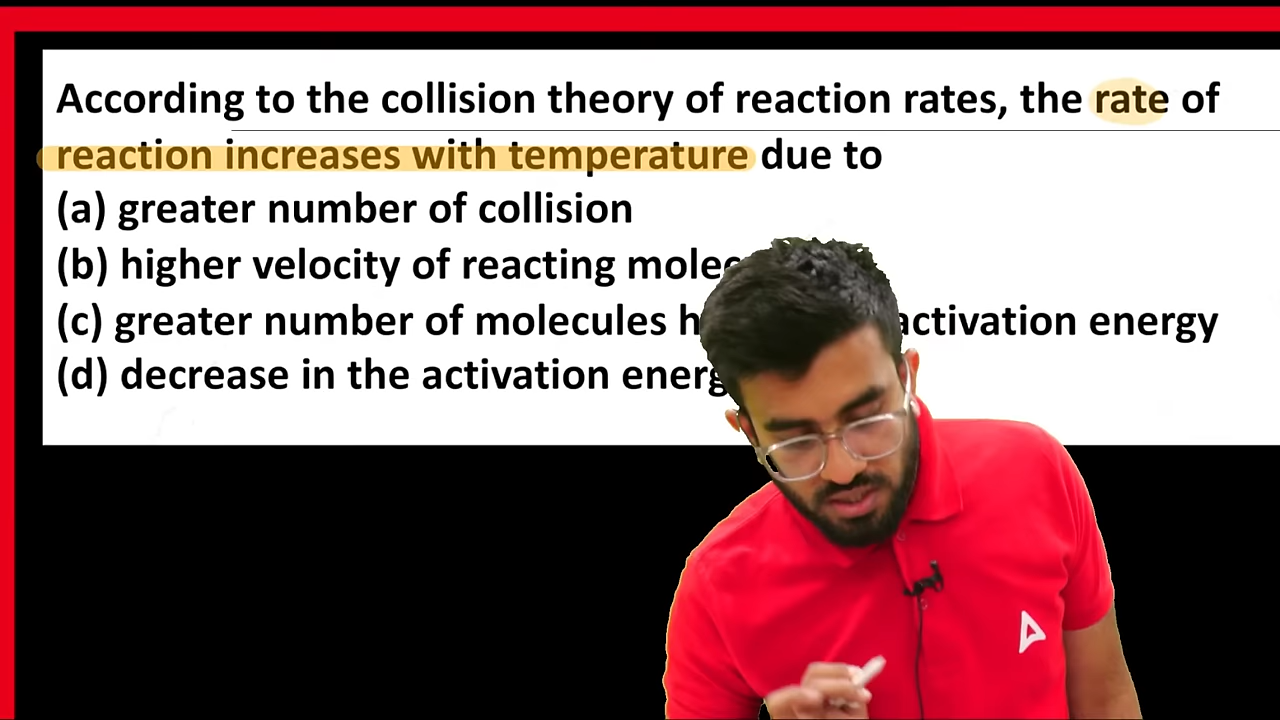 According to the collision theory of reaction rates, the rate of
reaction increases with temperature due to
(a) greater number of collision
(b) higher velocity of reacting
(c) greater number of molecules activation energy
(d) decrease in the activation